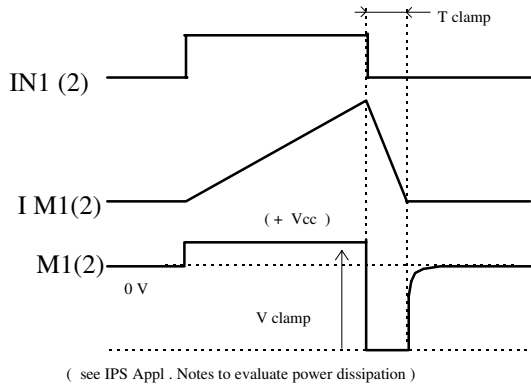 T clamp
IN1 (2)
I M1(2)
( + Vcc )
M1(2)
0 V
V clamp
( see IPS Appl . Notes to evaluate power dissipation )